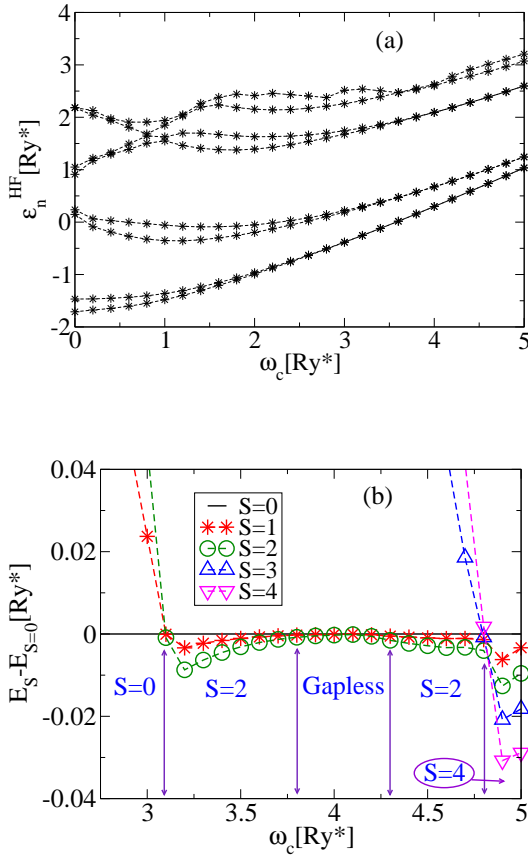 (a)
4
3
2
1
0
-1
-2
ε_n^HF[Ry*]
0 1 2 3 4 5
ω_c[Ry*]
(b)
0.04
0.02
0
-0.02
-0.04
E_S-E_S=0[Ry*]
S=0
S=1
S=2
S=3
S=4
S=0 S=2 Gapless S=2
S=4
3 3.5 4 4.5 5
ω_c[Ry*]